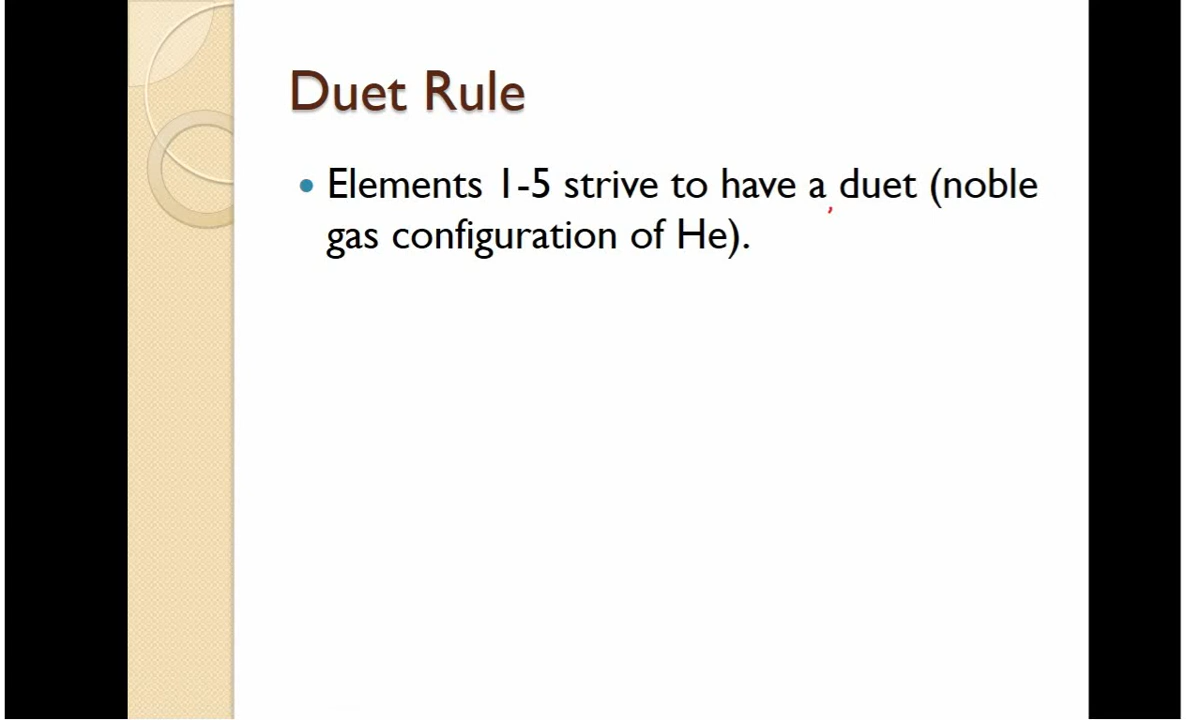 Duet Rule
• Elements 1-5 strive to have a duet (noble
gas configuration of He).